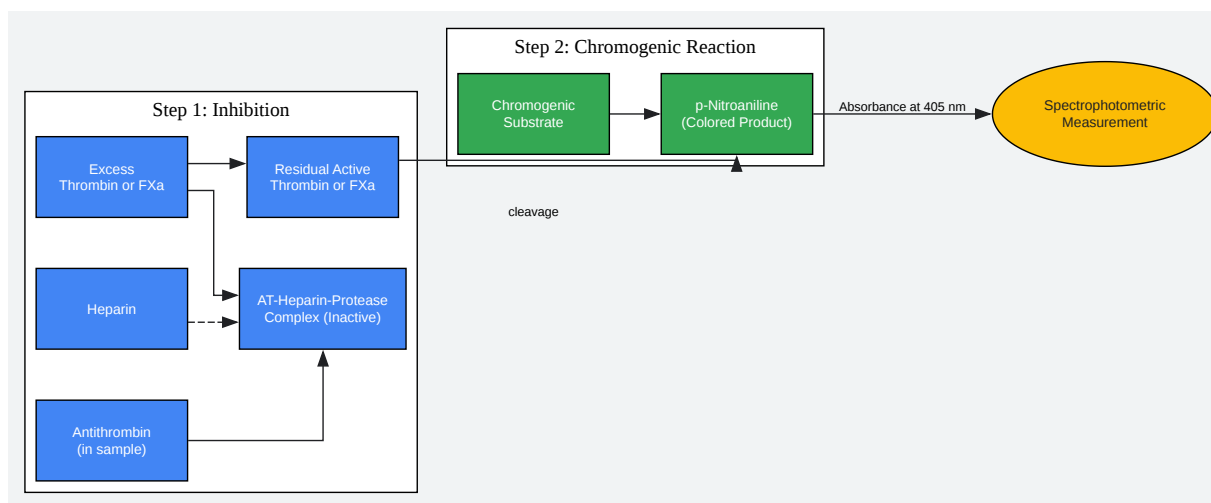 Step 1: Inhibition
Excess
Thrombin or FXa
Residual Active
Thrombin or FXa
Heparin
AT-Heparin-Protease
Complex (Inactive)
Antithrombin
(in sample)
Step 2: Chromogenic Reaction
Chromogenic
Substrate
p-Nitroaniline
(Colored Product)
cleavage
Absorbance at 405 nm
Spectrophotometric
Measurement